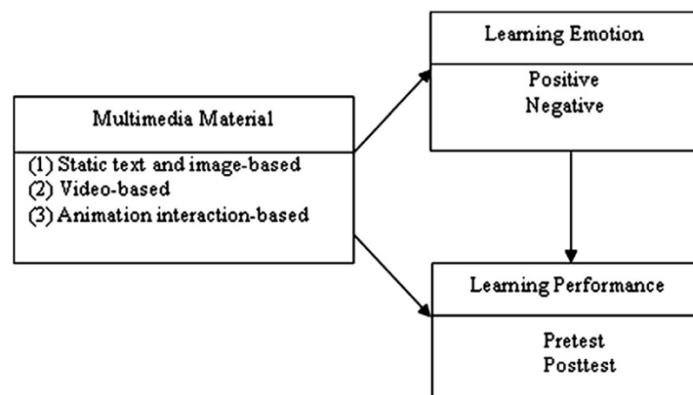 Multimedia Material
(1) Static text and image-based
(2) Video-based
(3) Animation interaction-based
Learning Emotion
Positive
Negative
Learning Performance
Pretest
Posttest